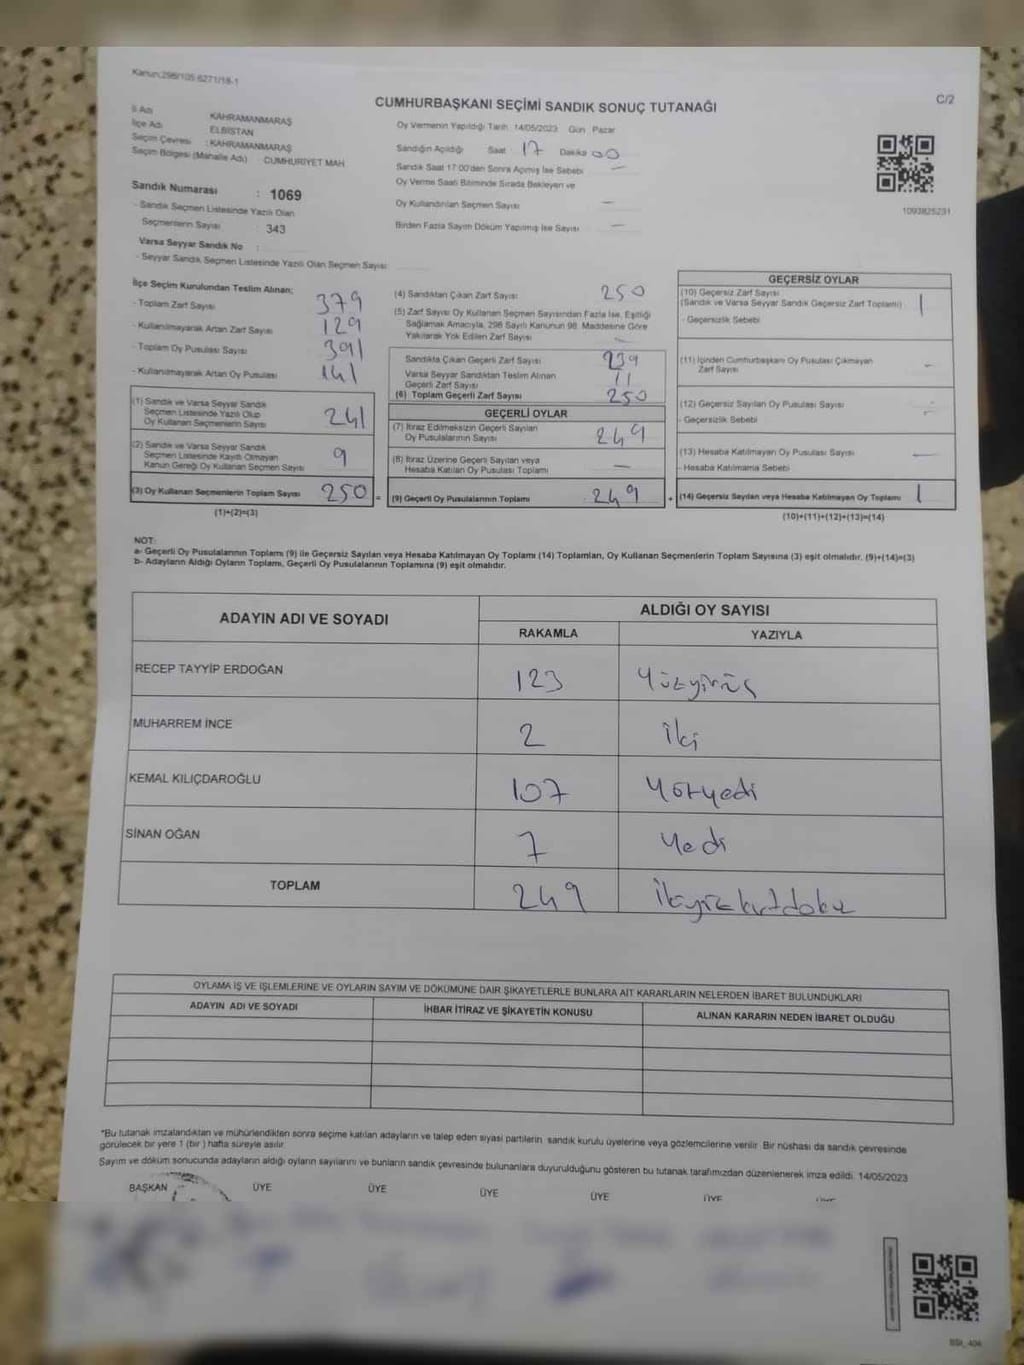 Kanun:298/105 6271/18-1
C/2
CUMHURBAŞKANI SEÇİMİ SANDIK SONUÇ TUTANAĞI
İl Adı KAHRAMANMARAŞ
İlçe Adı ELBİSTAN
Seçim Çevresi : KAHRAMANMARAŞ
Seçim Bölgesi (Mahalle Adı) CUMHURİYET MAH
Sandık Numarası : 1069
- Sandık Seçmen Listesinde Yazılı Olan
Seçmenlerin Sayısı 343
Varsa Seyyar Sandık No :
- Seyyar Sandık Seçmen Listesinde Yazılı Olan Seçmen Sayısı
Oy Vermenin Yapıldığı Tarih 14/05/2023 Gün Pazar
Sandığın Açıldığı Saat 17 Dakika 00
Sandık Saat 17:00'den Sonra Açımış İse Sebebi —
Oy Verme Saati Bitiminde Sırada Bekleyen ve
Oy Kullandırılan Seçmen Sayısı —
Birden Fazla Sayım Döküm Yapılmış İse Sayısı —
1093825231
İlçe Seçim Kurulundan Teslim Alınan;
- Toplam Zarf Sayısı 379
- Kullanılmayarak Artan Zarf Sayısı 129
- Toplam Oy Pusulası Sayısı 391
- Kullanılmayarak Artan Oy Pusulası 141
(1) Sandık ve Varsa Seyyar Sandık
Seçmen Listesinde Yazılı Olup
Oy Kullanan Seçmenlerin Sayısı 241
(2) Sandık ve Varsa Seyyar Sandık
Seçmen Listesinde Kayıtlı Olmayan
Kanun Gereği Oy Kullanan Seçmen Sayısı 9
(3) Oy Kullanan Seçmenlerin Toplam Sayısı 250 =
(1)+(2)=(3)
(4) Sandıktan Çıkan Zarf Sayısı 250
(5) Zarf Sayısı Oy Kullanan Seçmen Sayısından Fazla İse, Eşitliği
Sağlamak Amacıyla, 298 Sayılı Kanunun 98. Maddesine Göre
Yakılarak Yok Edilen Zarf Sayısı —
Sandıkta Çıkan Geçerli Zarf Sayısı 239
Varsa Seyyar Sandıktan Teslim Alınan
Geçerli Zarf Sayısı 11
(6) Toplam Geçerli Zarf Sayısı 250
GEÇERLİ OYLAR
(7) İtiraz Edilmeksizin Geçerli Sayılan
Oy Pusulalarının Sayısı 249
(8) İtiraz Üzerine Geçerli Sayılan veya
Hesaba Katılan Oy Pusulası Toplamı —
(9) Geçerli Oy Pusulalarının Toplamı 249 +
GEÇERSİZ OYLAR
(10) Geçersiz Zarf Sayısı
(Sandık ve Varsa Seyyar Sandık Geçersiz Zarf Toplamı) 1
- Geçersizlik Sebebi
(11) İçinden Cumhurbaşkanı Oy Pusulası Çıkmayan
Zarf Sayısı —
(12) Geçersiz Sayılan Oy Pusulası Sayısı
- Geçersizlik Sebebi
(13) Hesaba Katılmayan Oy Pusulası Sayısı —
- Hesaba Katılmama Sebebi
(14) Geçersiz Sayılan veya Hesaba Katılmayan Oy Toplamı 1
(10)+(11)+(12)+(13)=(14)
NOT:
a- Geçerli Oy Pusulalarının Toplamı (9) ile Geçersiz Sayılan veya Hesaba Katılmayan Oy Toplamı (14) Toplamları, Oy Kullanan Seçmenlerin Toplam Sayısına (3) eşit olmalıdır. (9)+(14)=(3)
b- Adayların Aldığı Oyların Toplamı, Geçerli Oy Pusulalarının Toplamına (9) eşit olmalıdır.
ADAYIN ADI VE SOYADI ALDIĞI OY SAYISI
RAKAMLA YAZIYLA
RECEP TAYYİP ERDOĞAN 123
MUHARREM İNCE 2 iki
KEMAL KILIÇDAROĞLU 107 Yüzyedi
SİNAN OĞAN 7 Yedi
TOPLAM 249
OYLAMA İŞ VE İŞLEMLERİNE VE OYLARIN SAYIM VE DÖKÜMÜNE DAİR ŞİKAYETLERLE BUNLARA AİT KARARLARIN NELERDEN İBARET BULUNDUKLARI
ADAYIN ADI VE SOYADI İHBAR İTİRAZ VE ŞİKAYETİN KONUSU ALINAN KARARIN NEDEN İBARET OLDUĞU
*Bu tutanak imzalandıktan ve mühürlendikten sonra seçime katılan adayların ve talep eden siyasi partilerin sandık kurulu üyelerine veya gözlemcilerine verilir. Bir nüshası da sandık çevresinde
görülecek bir yere 1 (bir ) hafta süreyle asılır.
Sayım ve döküm sonucunda adayların aldığı oyların sayılarını ve bunların sandık çevresinde bulunanlara duyurulduğunu gösteren bu tutanak tarafımızdan düzenlenerek imza edildi. 14/05/2023
BAŞKAN ÜYE ÜYE ÜYE ÜYE ÜYE